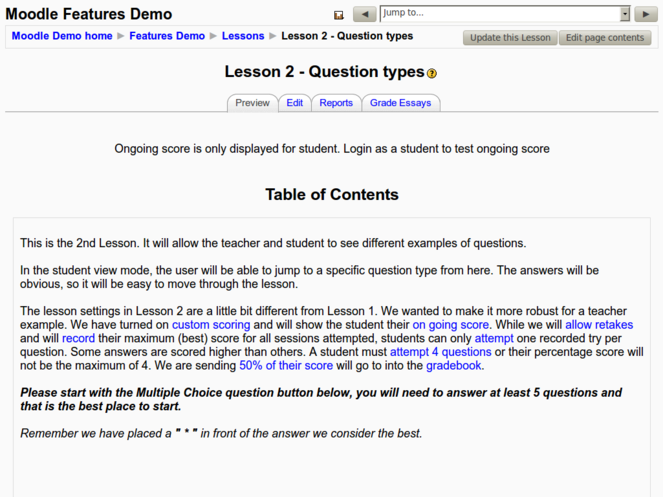 Moodle Features Demo
Jump to...
Moodle Demo home ► Features Demo ► Lessons ► Lesson 2 - Question types
Update this Lesson
Edit page contents
Lesson 2 - Question types
Preview Edit Reports Grade Essays
Ongoing score is only displayed for student. Login as a student to test ongoing score
Table of Contents
This is the 2nd Lesson. It will allow the teacher and student to see different examples of questions.
In the student view mode, the user will be able to jump to a specific question type from here. The answers will be
obvious, so it will be easy to move through the lesson.
The lesson settings in Lesson 2 are a little bit different from Lesson 1. We wanted to make it more robust for a teacher
example. We have turned on custom scoring and will show the student their on going score. While we will allow retakes
and will record their maximum (best) score for all sessions attempted, students can only attempt one recorded try per
question. Some answers are scored higher than others. A student must attempt 4 questions or their percentage score will
not be the maximum of 4. We are sending 50% of their score will go to into the gradebook.
Please start with the Multiple Choice question button below, you will need to answer at least 5 questions and
that is the best place to start.
Remember we have placed a " * " in front of the answer we consider the best.